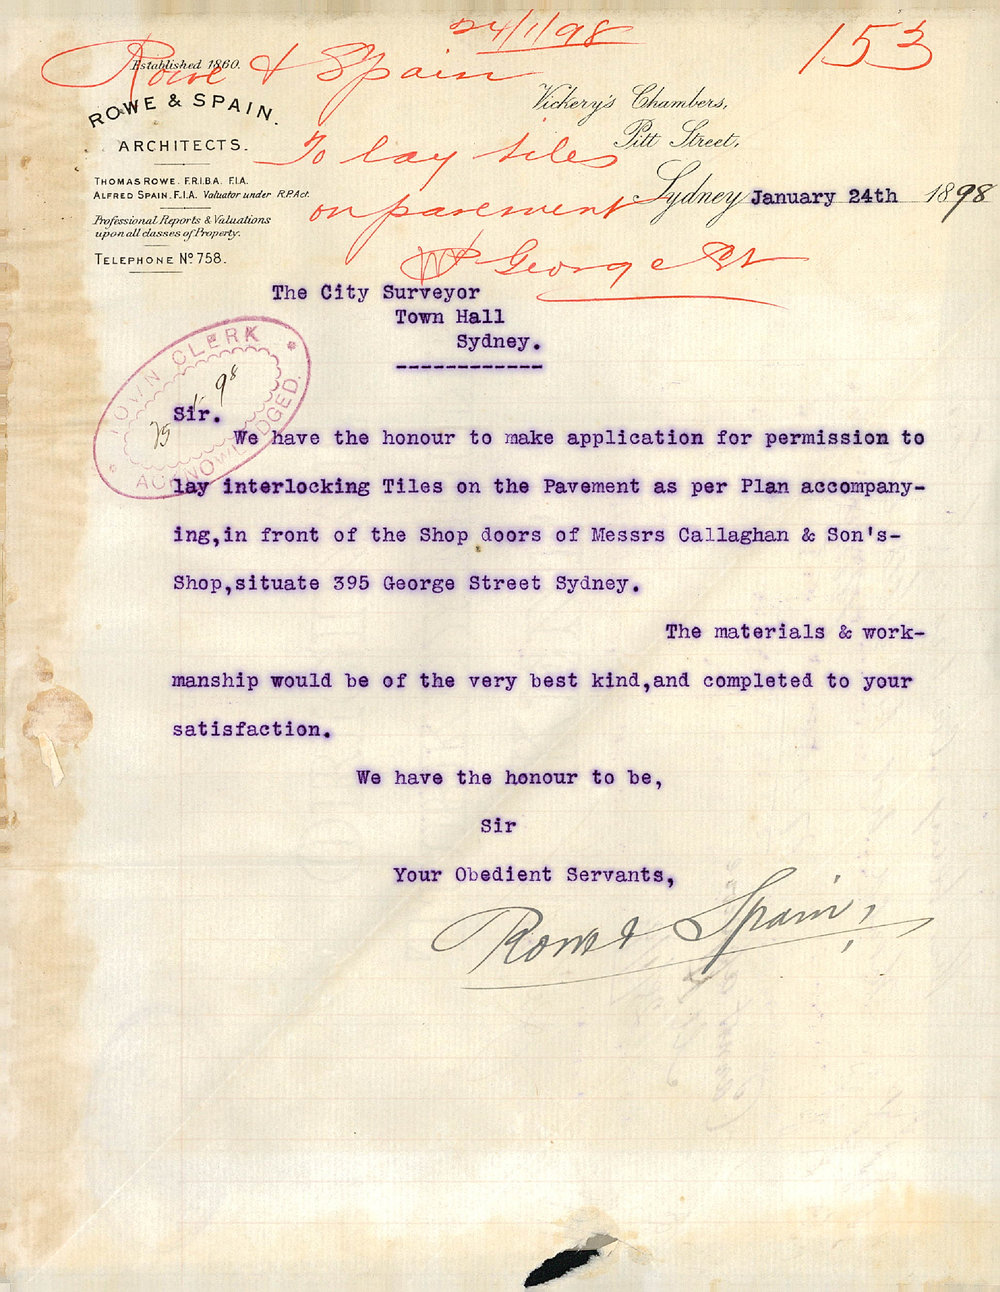 24/1/98
153
Rowe & Spain
To lay tiles
on pavement
George St
Established 1860.
ROWE & SPAIN.
ARCHITECTS.
THOMAS ROWE. F.R.I.B.A. F.I.A.
ALFRED SPAIN. F.I.A. Valuator under R.P.Act.
Professional Reports & Valuations
upon all classes of Property.
TELEPHONE Nº 758.
Vickery's Chambers,
Pitt Street,
Sydney January 24th 1898
The City Surveyor
Town Hall
Sydney.
------------
TOWN CLERK
25 1. 98
ACKNOWLEDGED.
Sir.
We have the honour to make application for permission to
lay interlocking Tiles on the Pavement as per Plan accompany-
ing,in front of the Shop doors of Messrs Callaghan & Son's-
Shop,situate 395 George Street Sydney.
The materials & work-
manship would be of the very best kind,and completed to your
satisfaction.
We have the honour to be,
Sir
Your Obedient Servants,
Rowe & Spain,